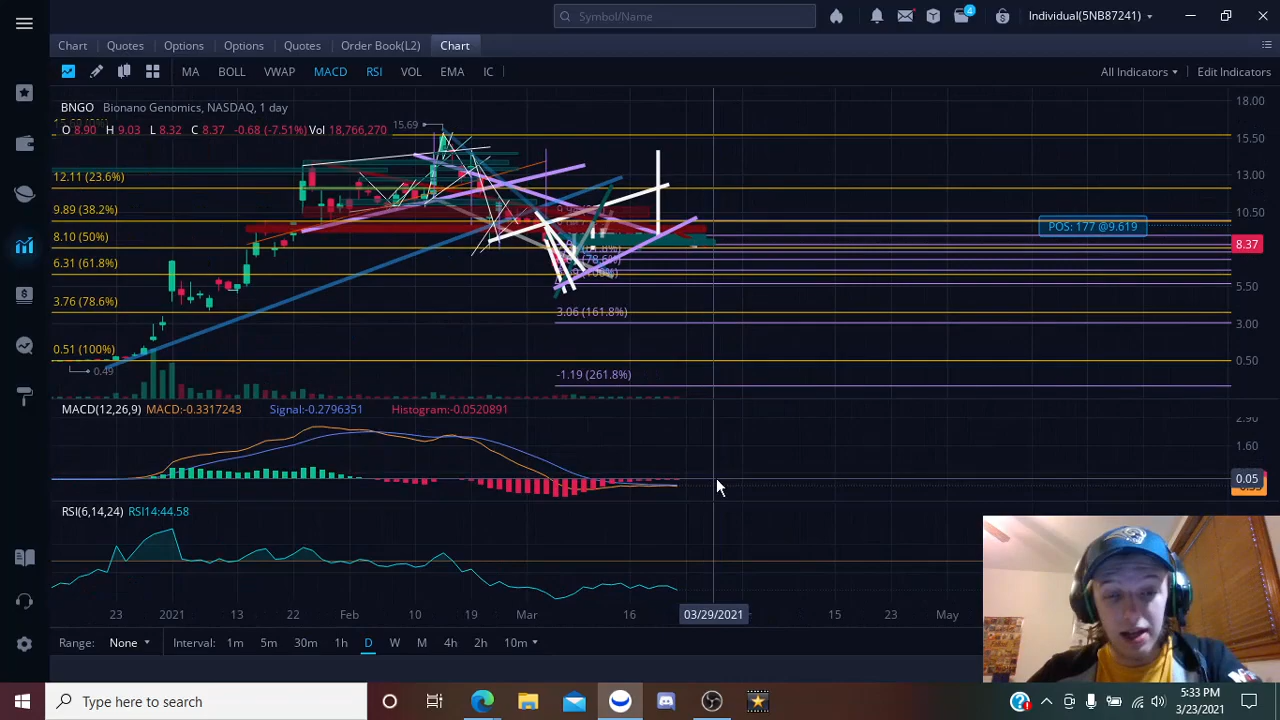 Symbol/Name
4
Individual(5NB87241)
Chart Quotes Options Options Quotes Order Book(L2) Chart
MA BOLL VWAP MACD RSI VOL EMA IC All Indicators Edit Indicators
BNGO Bionano Genomics, NASDAQ, 1 day
O 8.90 H 9.03 L 8.32 C 8.37 -0.68 (-7.51%) Vol 18,766,270
15.69
18.00
15.50
13.00
10.50
8.37
5.50
3.00
0.50
12.11 (23.6%)
9.89 (38.2%)
8.10 (50%)
6.31 (61.8%)
3.76 (78.6%)
0.51 (100%)
0.49
POS: 177 @9.619
3.06 (161.8%)
-1.19 (261.8%)
MACD(12,26,9) MACD:-0.3317243 Signal:-0.2796351 Histogram:-0.0520891
2.90
1.60
0.05
RSI(6,14,24) RSI14:44.58
23 2021 13 22 Feb 10 19 Mar 16 03/29/2021 15 23 May
Range: None Interval: 1m 5m 30m 1h D W M 4h 2h 10m
Type here to search
5:33 PM
3/23/2021